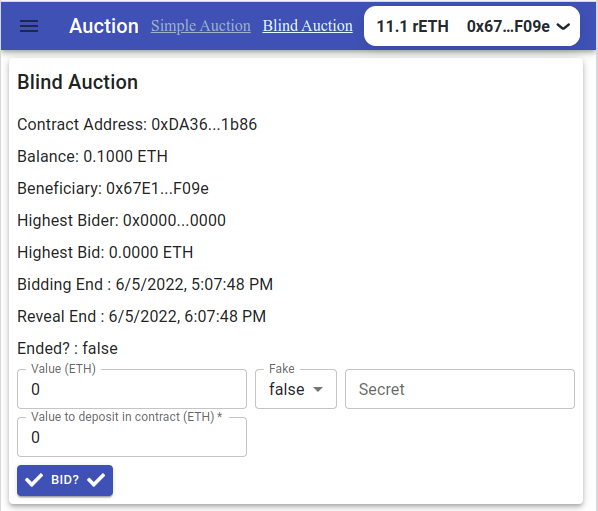 Auction Simple Auction Blind Auction 11.1 rETH 0x67...F09e
Blind Auction
Contract Address: 0xDA36...1b86
Balance: 0.1000 ETH
Beneficiary: 0x67E1...F09e
Highest Bider: 0x0000...0000
Highest Bid: 0.0000 ETH
Bidding End : 6/5/2022, 5:07:48 PM
Reveal End : 6/5/2022, 6:07:48 PM
Ended? : false
Value (ETH) Fake
0 false Secret
Value to deposit in contract (ETH) *
0
BID?